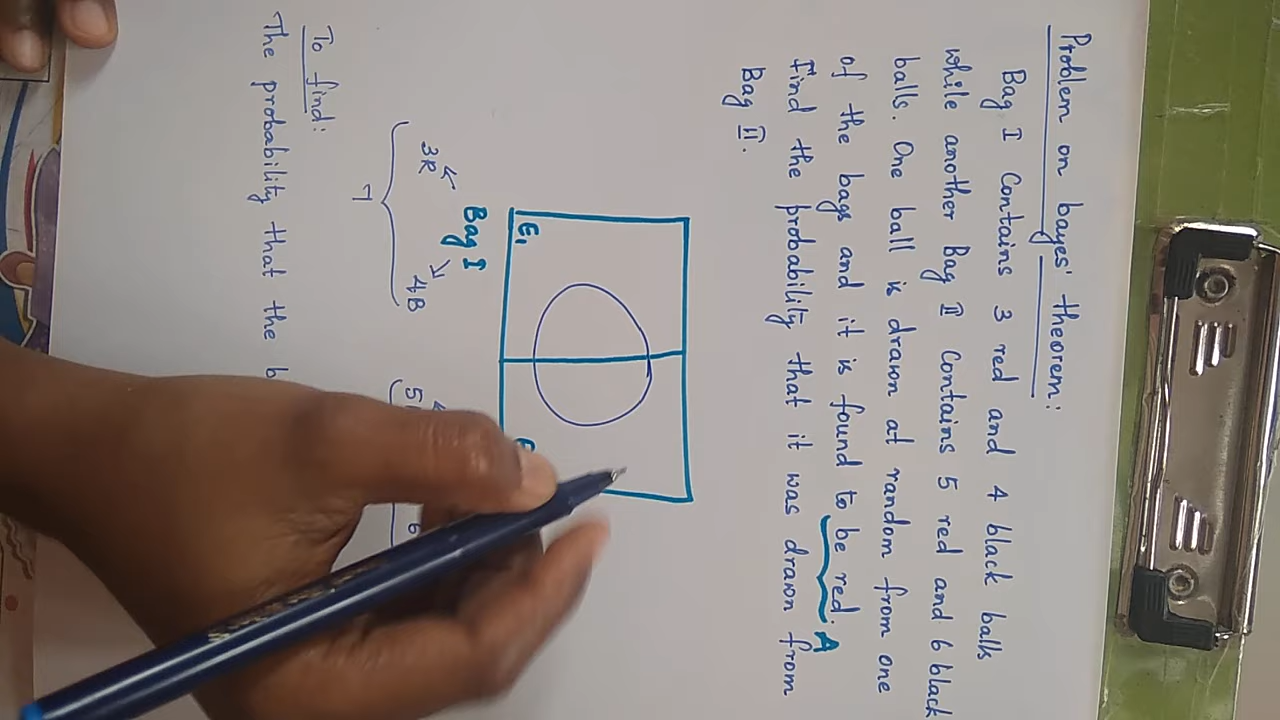 Problem on bayes' theorem:
Bag I Contains 3 red and 4 black balls
while another Bag II Contains 5 red and 6 black
balls. One ball is drawn at random from one
of the bags and it is found to be red. A
Find the probability that it was drawn from
Bag II.
E₁
Bag I
3R 4B
7
5
6
To find:
The probability that the